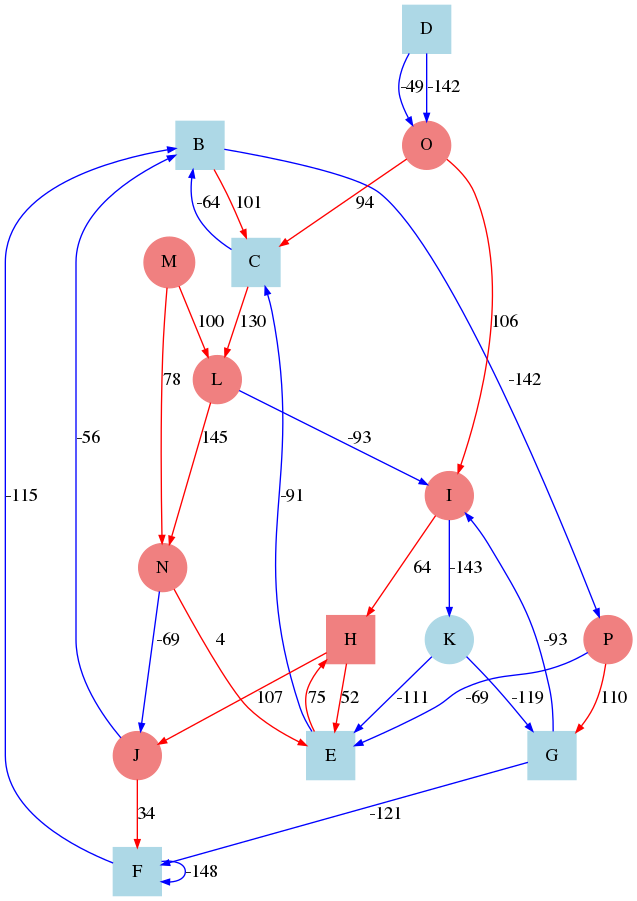 D
-49 -142
B O
-64 101 94
M C
100 130 106
78 L -142
145 -93
-56
-115 -91 I
N 64 -143
-69 4 H K -93 P
107 75 52 -111 -119 -69 110
J E G
34 -121
F -148